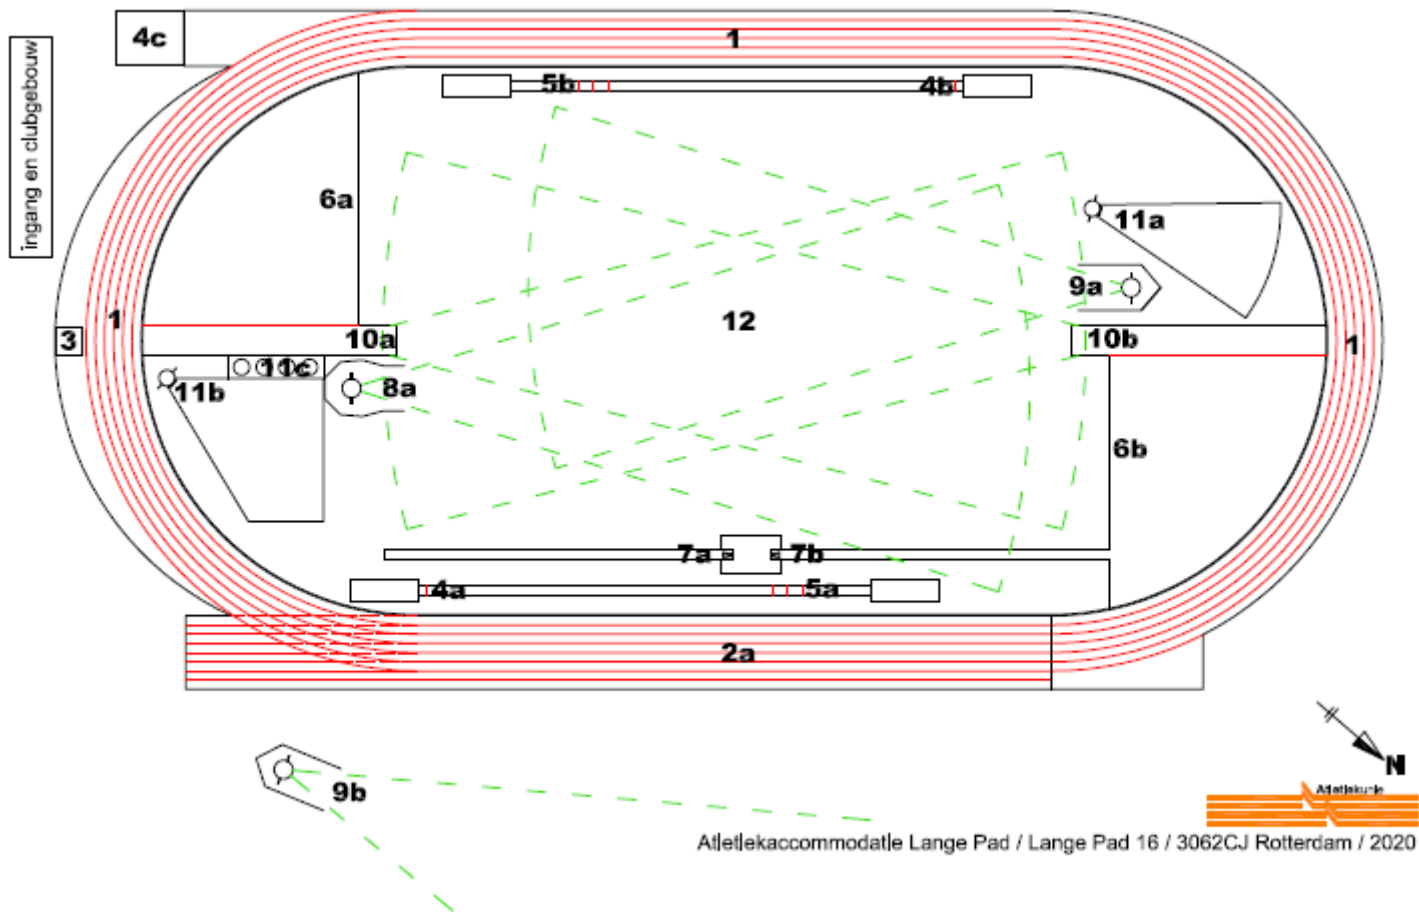 4c
1
ingang en clubgebouw
5b
4b
6a
11a
9a
12
1
3
10a
10b
1
11c
11b
8a
6b
7a
7b
4a
5a
2a
N
9b
Atletiekunie
Atletiekaccommodatie Lange Pad / Lange Pad 16 / 3062CJ Rotterdam / 2020